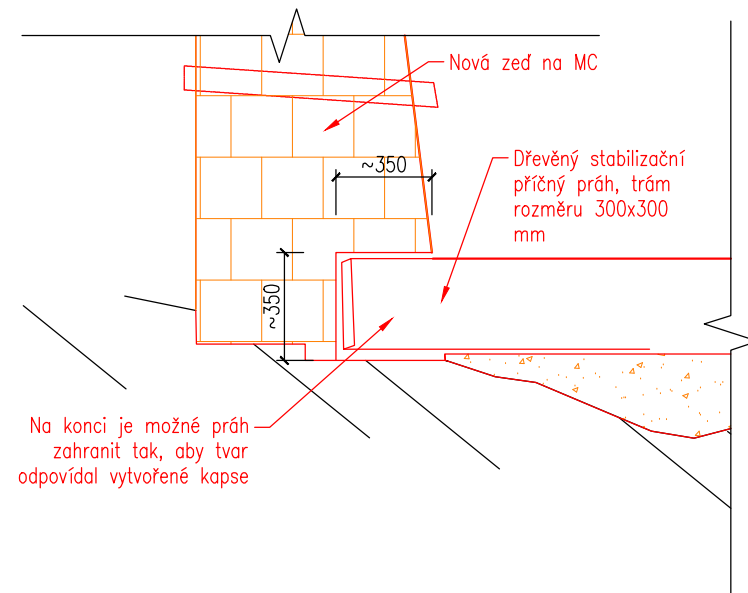 Nová zeď na MC
~350
Dřevěný stabilizační
příčný práh, trám
rozměru 300x300
mm
~350
Na konci je možné práh
zahranit tak, aby tvar
odpovídal vytvořené kapse